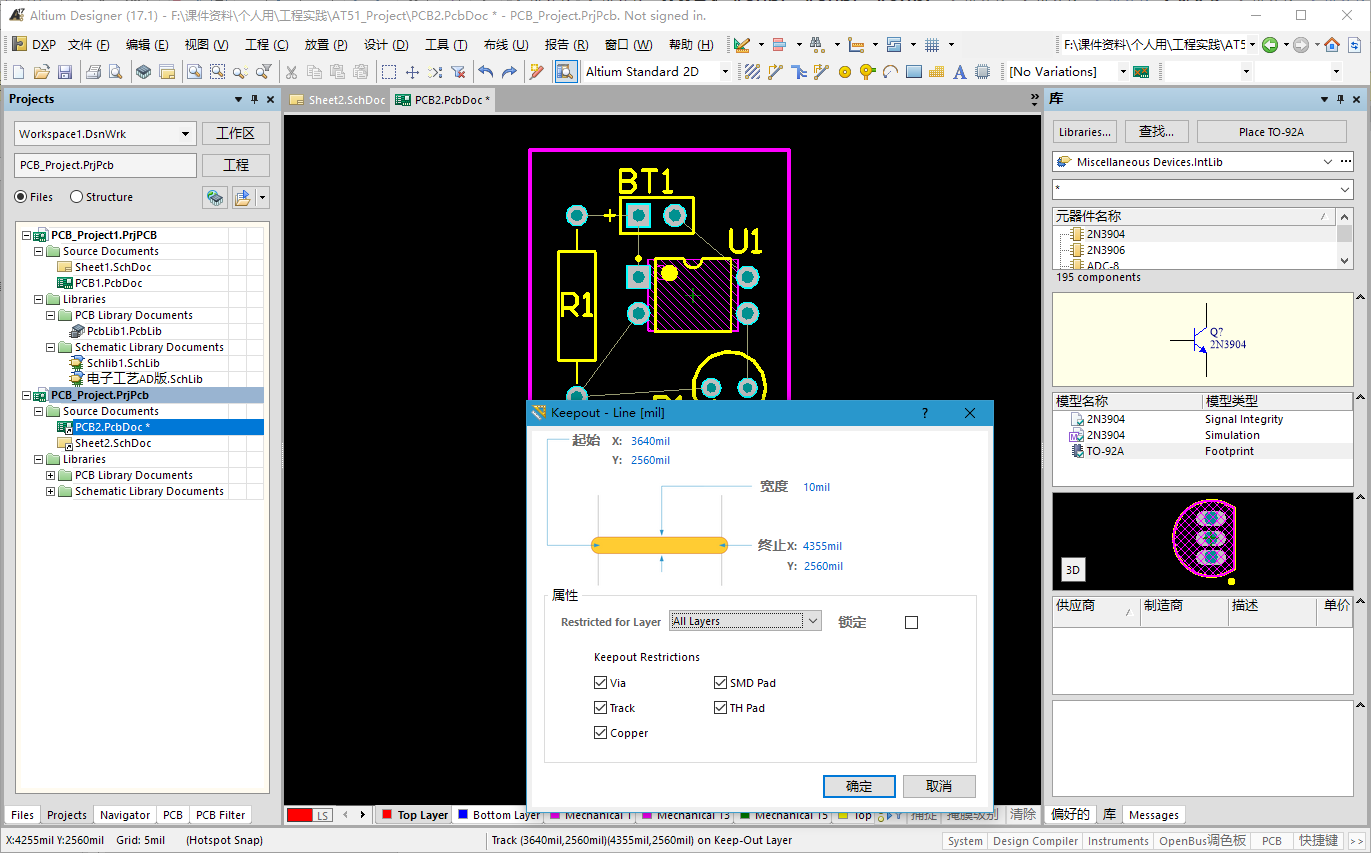 Altium Designer (17.1) - F:\课件资料\个人用\工程实践\AT51_Project\PCB2.PcbDoc * - PCB_Project.PrjPcb. Not signed in.
DXP 文件 (F) 编辑 (E) 视图 (V) 工程 (C) 放置 (P) 设计 (D) 工具 (T) 布线 (U) 报告 (R) 窗口 (W) 帮助 (H) F:\课件资料\个人用\工程实践\AT5
Altium Standard 2D [No Variations]
Projects
Workspace1.DsnWrk 工作区
PCB_Project.PrjPcb 工程
Files Structure
PCB_Project1.PrjPCB
Source Documents
Sheet1.SchDoc
PCB1.PcbDoc
Libraries
PCB Library Documents
PcbLib1.PcbLib
Schematic Library Documents
Schlib1.SchLib
电子工艺AD版.SchLib
PCB_Project.PrjPcb
Source Documents
PCB2.PcbDoc *
Sheet2.SchDoc
Libraries
PCB Library Documents
Schematic Library Documents
Files Projects Navigator PCB PCB Filter
Sheet2.SchDoc PCB2.PcbDoc *
BT1
+
U1
R1
Keepout - Line [mil] ?
起始 X: 3640mil
Y: 2560mil
宽度 10mil
终止X: 4355mil
Y: 2560mil
属性
Restricted for Layer All Layers 锁定
Keepout Restrictions
Via SMD Pad
Track TH Pad
Copper
确定 取消
LS Top Layer Bottom Layer Mechanical 1 Mechanical 13 Mechanical 15 Top 捕捉 掩膜级别 清除
库
Libraries... 查找... Place TO-92A
Miscellaneous Devices.IntLib
*
元器件名称 /
2N3904
2N3906
ADC-8
195 components
Q?
2N3904
模型名称 模型类型
2N3904 Signal Integrity
2N3904 Simulation
TO-92A Footprint
3D
供应商 / 制造商 描述 单价
偏好的 库 Messages
X:4255mil Y:2560mil Grid: 5mil (Hotspot Snap) Track (3640mil,2560mil)(4355mil,2560mil) on Keep-Out Layer System Design Compiler Instruments OpenBus调色板 PCB 快捷键 >>